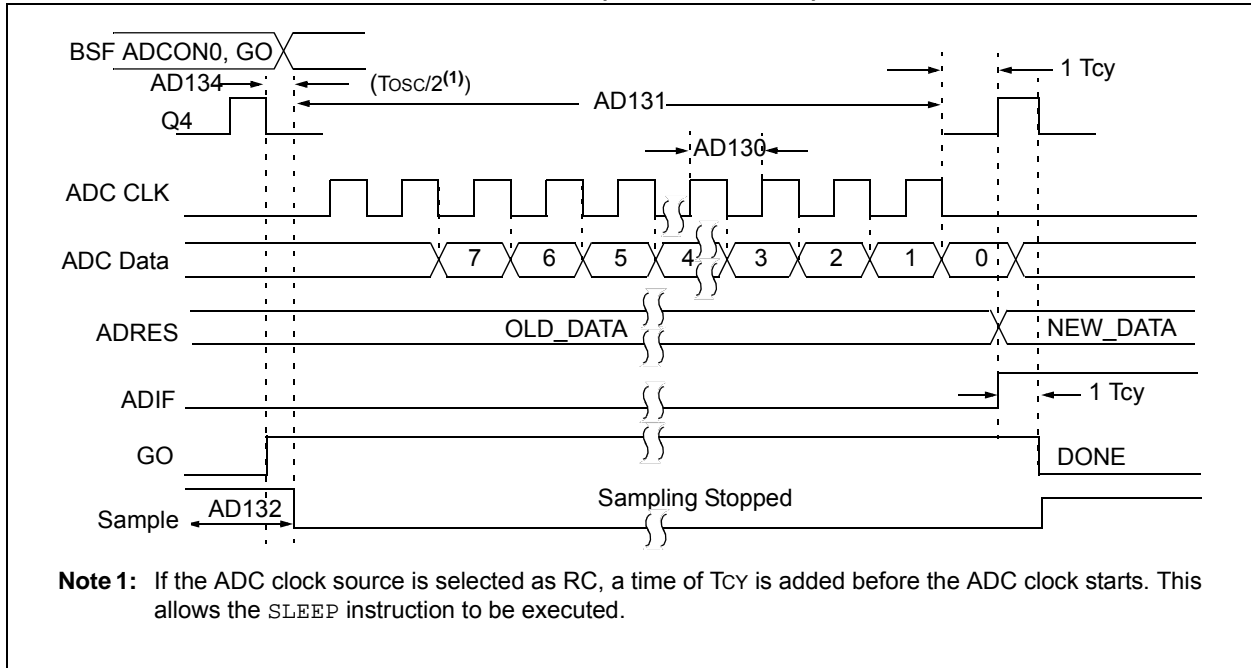 BSF ADCON0, GO
AD134
(TOSC/2(1))
1 TCY
AD131
Q4
AD130
ADC CLK
ADC Data
7 6 5 4 3 2 1 0
ADRES
OLD_DATA
NEW_DATA
ADIF
1 TCY
GO
DONE
Sample
AD132
Sampling Stopped
Note 1: If the ADC clock source is selected as RC, a time of TCY is added before the ADC clock starts. This
allows the SLEEP instruction to be executed.